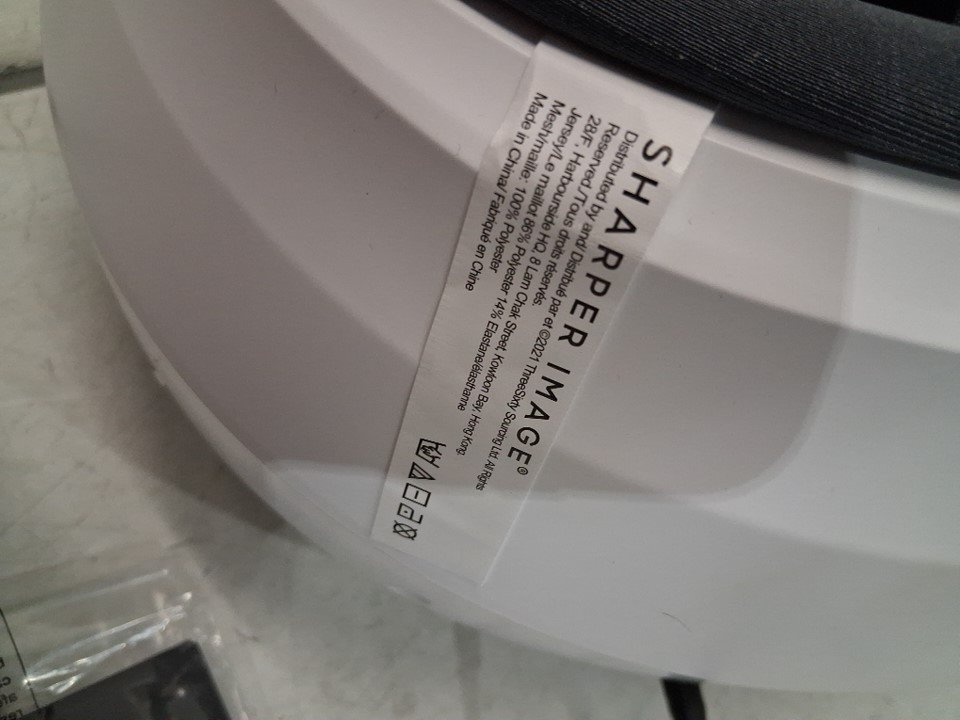 SHARPER IMAGE®
Distributed by and/ Distribué par et ©2021 ThreeSixty Sourcing Ltd. All Rights
Reserved./Tous droits réservés.
28/F, Harbourside HQ, 8 Lam Chak Street, Kowloon Bay, Hong Kong.
Jersey/Le maillot 86% Polyester 14% Elastane/élasthanne
Mesh/maille: 100% Polyester
Made in China/ Fabriqué en Chine